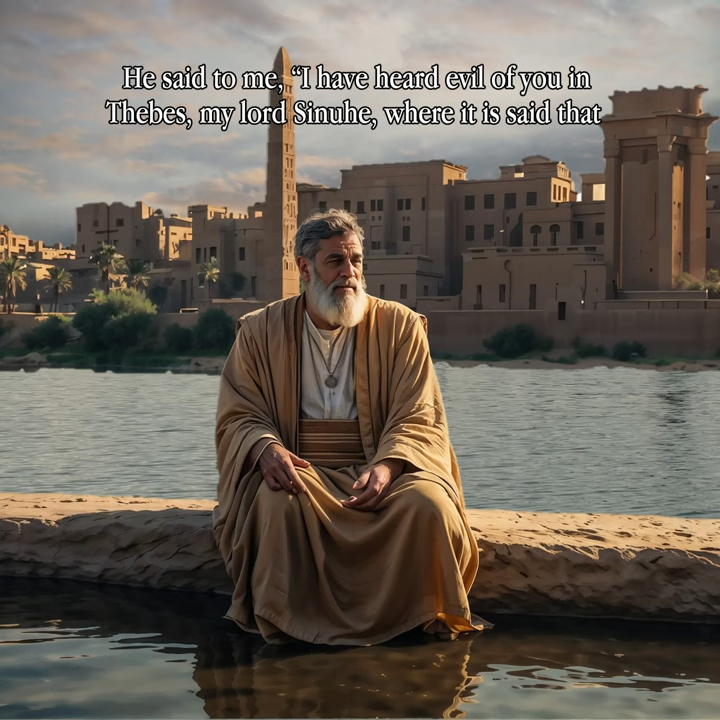 He said to me, “I have heard evil of you in
Thebes, my lord Sinuhe, where it is said that